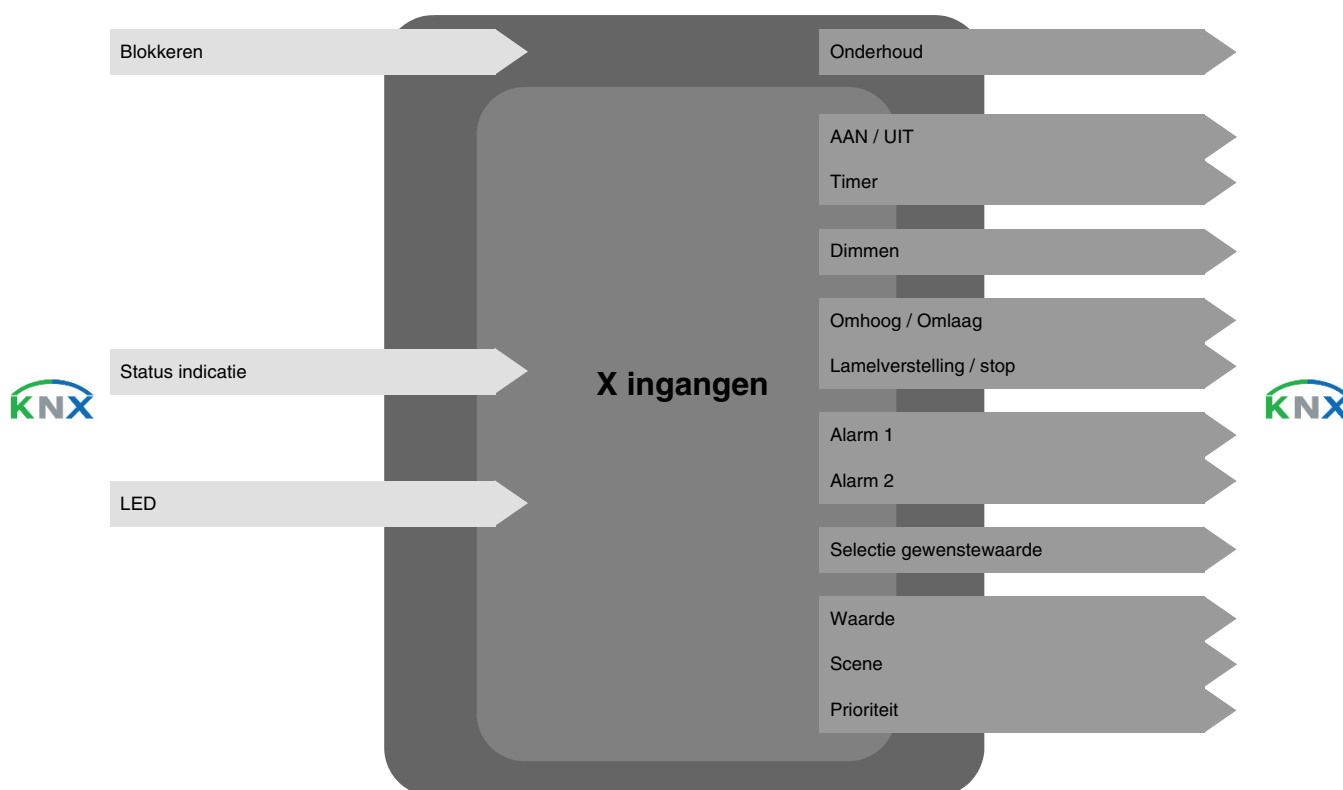 Blokkeren
Onderhoud
AAN / UIT
Timer
Dimmen
Omhoog / Omlaag
Status indicatie
X ingangen
Lamelverstelling / stop
KNX
KNX
Alarm 1
Alarm 2
LED
Selectie gewenstewaarde
Waarde
Scene
Prioriteit